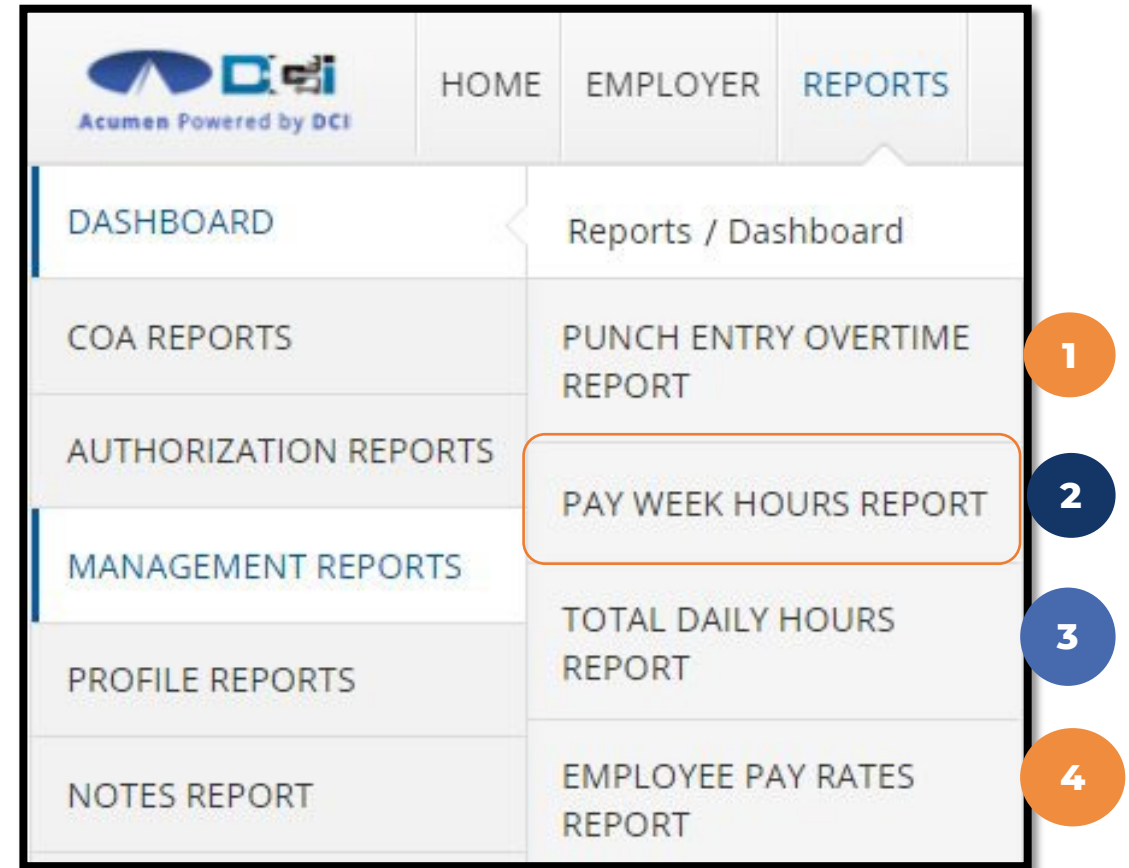 DCi
Acumen Powered by DCI
HOME
EMPLOYER
REPORTS
DASHBOARD
COA REPORTS
AUTHORIZATION REPORTS
MANAGEMENT REPORTS
PROFILE REPORTS
NOTES REPORT
Reports / Dashboard
PUNCH ENTRY OVERTIME
REPORT
1
PAY WEEK HOURS REPORT
2
TOTAL DAILY HOURS
REPORT
3
EMPLOYEE PAY RATES
REPORT
4